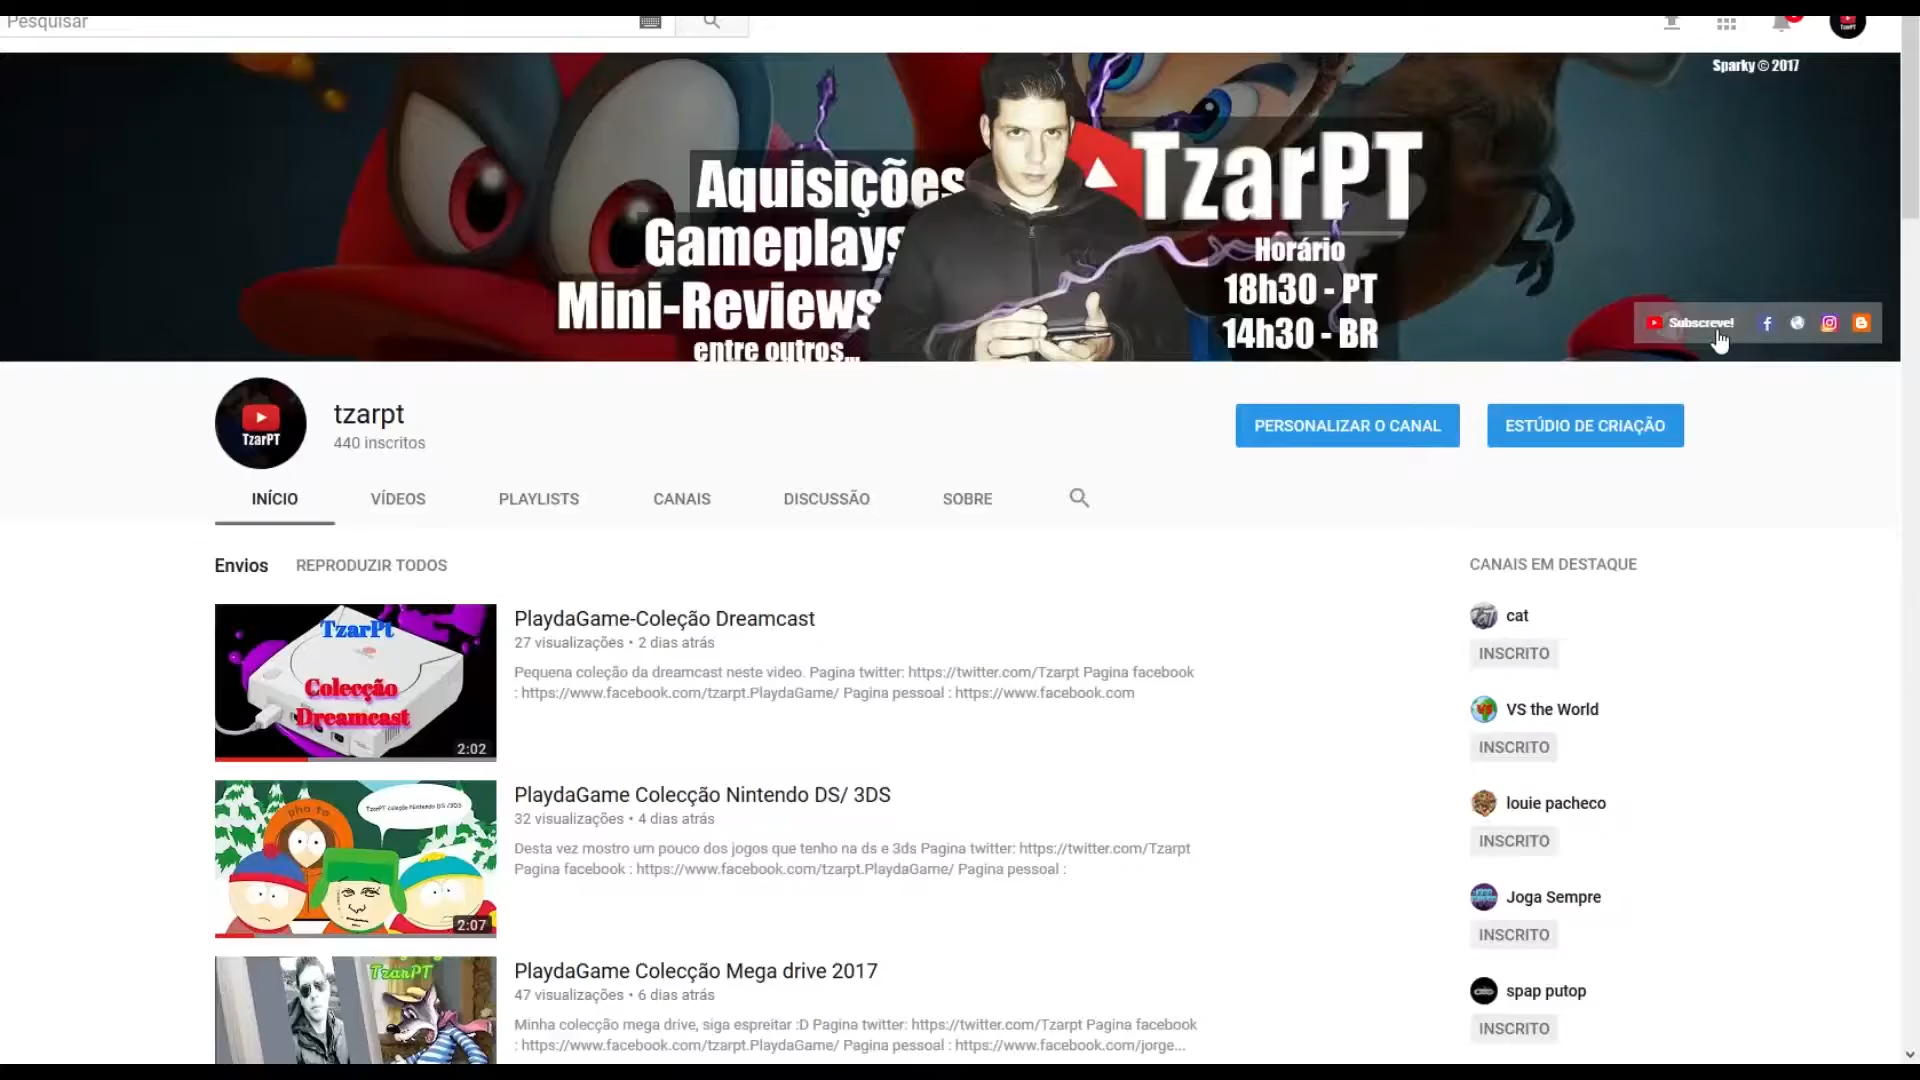 Pesquisar
Sparky © 2017
Aquisições
Gameplays
Mini-Reviews
entre outros...
TzarPT
Horário
18h30 - PT
14h30 - BR
Subscreve!
TzarPT
tzarpt
440 inscritos
PERSONALIZAR O CANAL
ESTÚDIO DE CRIAÇÃO
INÍCIO
VÍDEOS
PLAYLISTS
CANAIS
DISCUSSÃO
SOBRE
Envios
REPRODUZIR TODOS
TzarPt
Colecção
Dreamcast
2:02
PlaydaGame-Coleção Dreamcast
27 visualizações • 2 dias atrás
Pequena coleção da dreamcast neste video. Pagina twitter: https://twitter.com/Tzarpt Pagina facebook
: https://www.facebook.com/tzarpt.PlaydaGame/ Pagina pessoal : https://www.facebook.com
pho to
TzarPT coleção Nintendo DS /3DS
2:07
PlaydaGame Colecção Nintendo DS/ 3DS
32 visualizações • 4 dias atrás
Desta vez mostro um pouco dos jogos que tenho na ds e 3ds Pagina twitter: https://twitter.com/Tzarpt
Pagina facebook : https://www.facebook.com/tzarpt.PlaydaGame/ Pagina pessoal :
TzarPT
PlaydaGame Colecção Mega drive 2017
47 visualizações • 6 dias atrás
Minha colecção mega drive, siga espreitar :D Pagina twitter: https://twitter.com/Tzarpt Pagina facebook
: https://www.facebook.com/tzarpt.PlaydaGame/ Pagina pessoal : https://www.facebook.com/jorge...
CANAIS EM DESTAQUE
cat
INSCRITO
VS the World
INSCRITO
louie pacheco
INSCRITO
Joga Sempre
INSCRITO
spap putop
INSCRITO